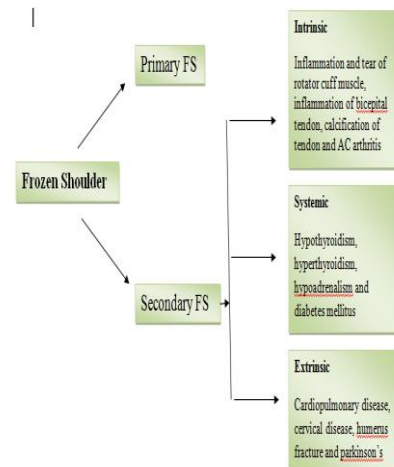 Frozen Shoulder
Primary FS
Secondary FS
Intrinsic
Inflammation and tear of
rotator cuff muscle,
inflammation of bicepital
tendon, calcification of
tendon and AC arthritis
Systemic
Hypothyroidism,
hyperthyroidism,
hypoadrenalism and
diabetes mellitus
Extrinsic
Cardiopulmonary disease,
cervical disease, humerus
fracture and parkinson's